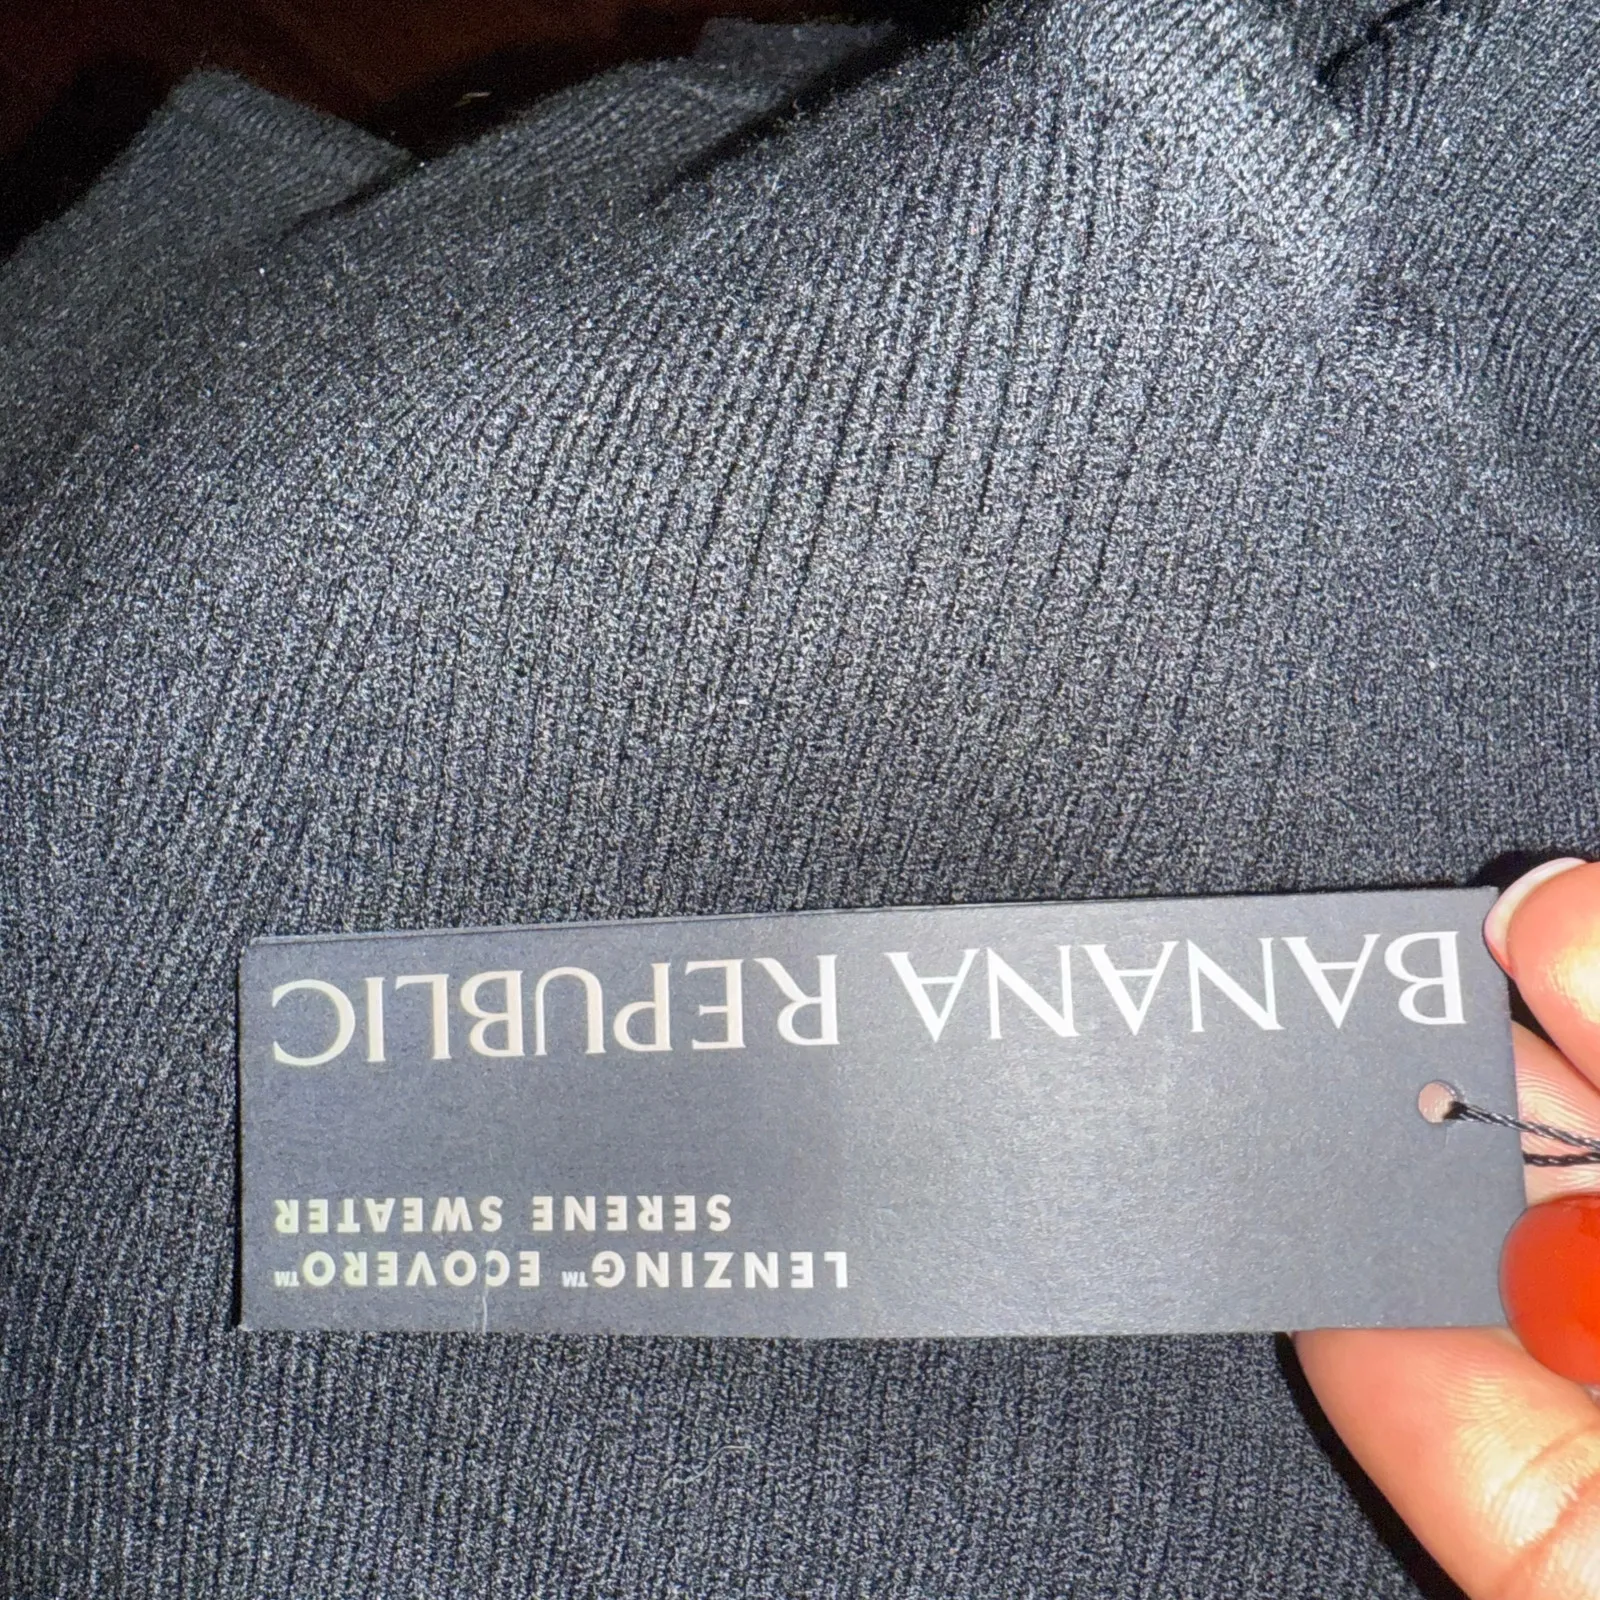 BANANA REPUBLIC
LENZING™ ECOVERO™
SERENE SWEATER